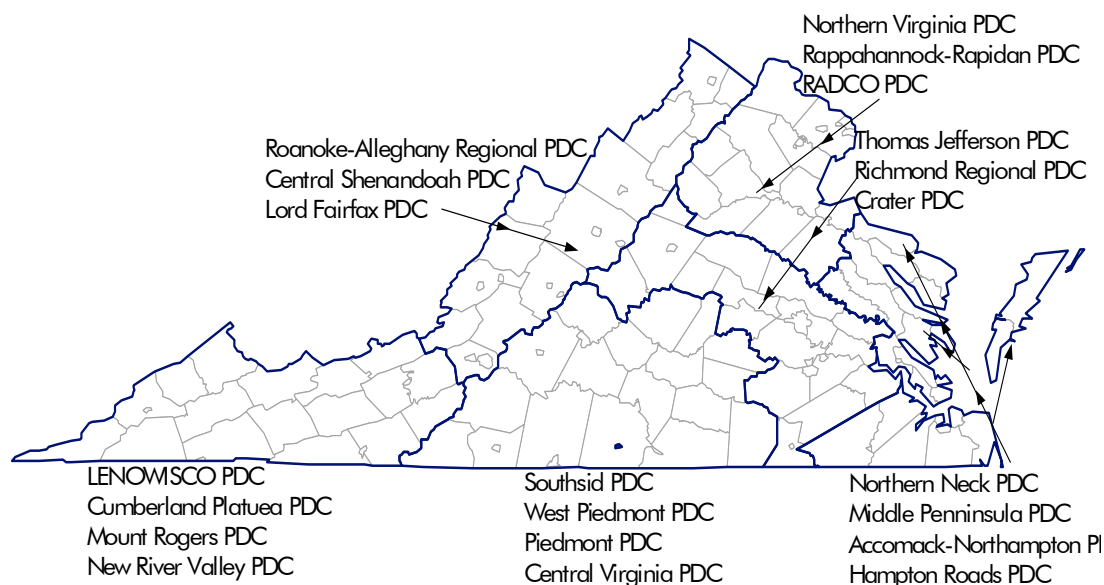 Northern Virginia PDC
Rappahannock-Rapidan PDC
RADCO PDC
Roanoke-Alleghany Regional PDC
Central Shenandoah PDC
Lord Fairfax PDC
Thomas Jefferson PDC
Richmond Regional PDC
Crater PDC
LENOWISCO PDC
Cumberland Platuea PDC
Mount Rogers PDC
New River Valley PDC
Southsid PDC
West Piedmont PDC
Piedmont PDC
Central Virginia PDC
Northern Neck PDC
Middle Penninsula PDC
Accomack-Northampton P
Hampton Roads PDC